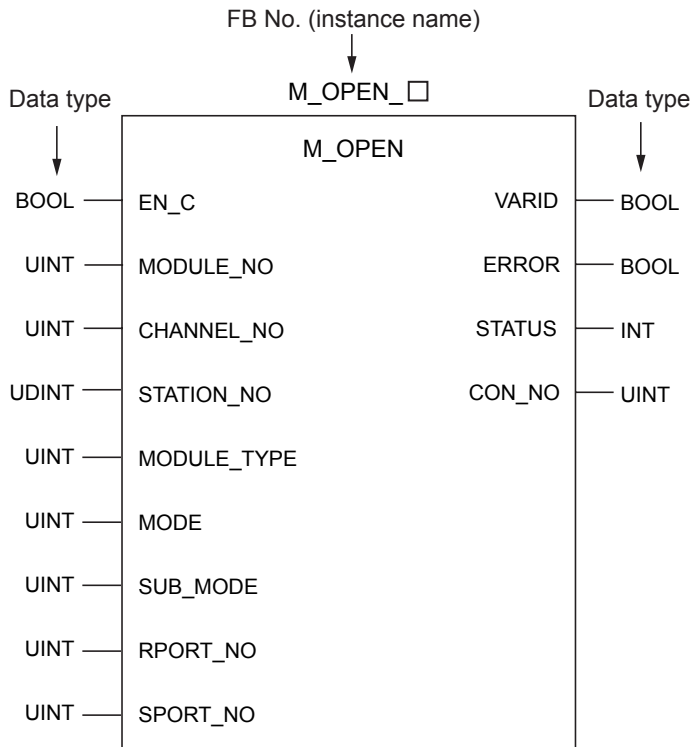 FB No. (instance name)
M_OPEN_□
Data type
Data type
M_OPEN
BOOL EN_C VARID BOOL
UINT MODULE_NO ERROR BOOL
UINT CHANNEL_NO STATUS INT
UDINT STATION_NO CON_NO UINT
UINT MODULE_TYPE
UINT MODE
UINT SUB_MODE
UINT RPORT_NO
UINT SPORT_NO